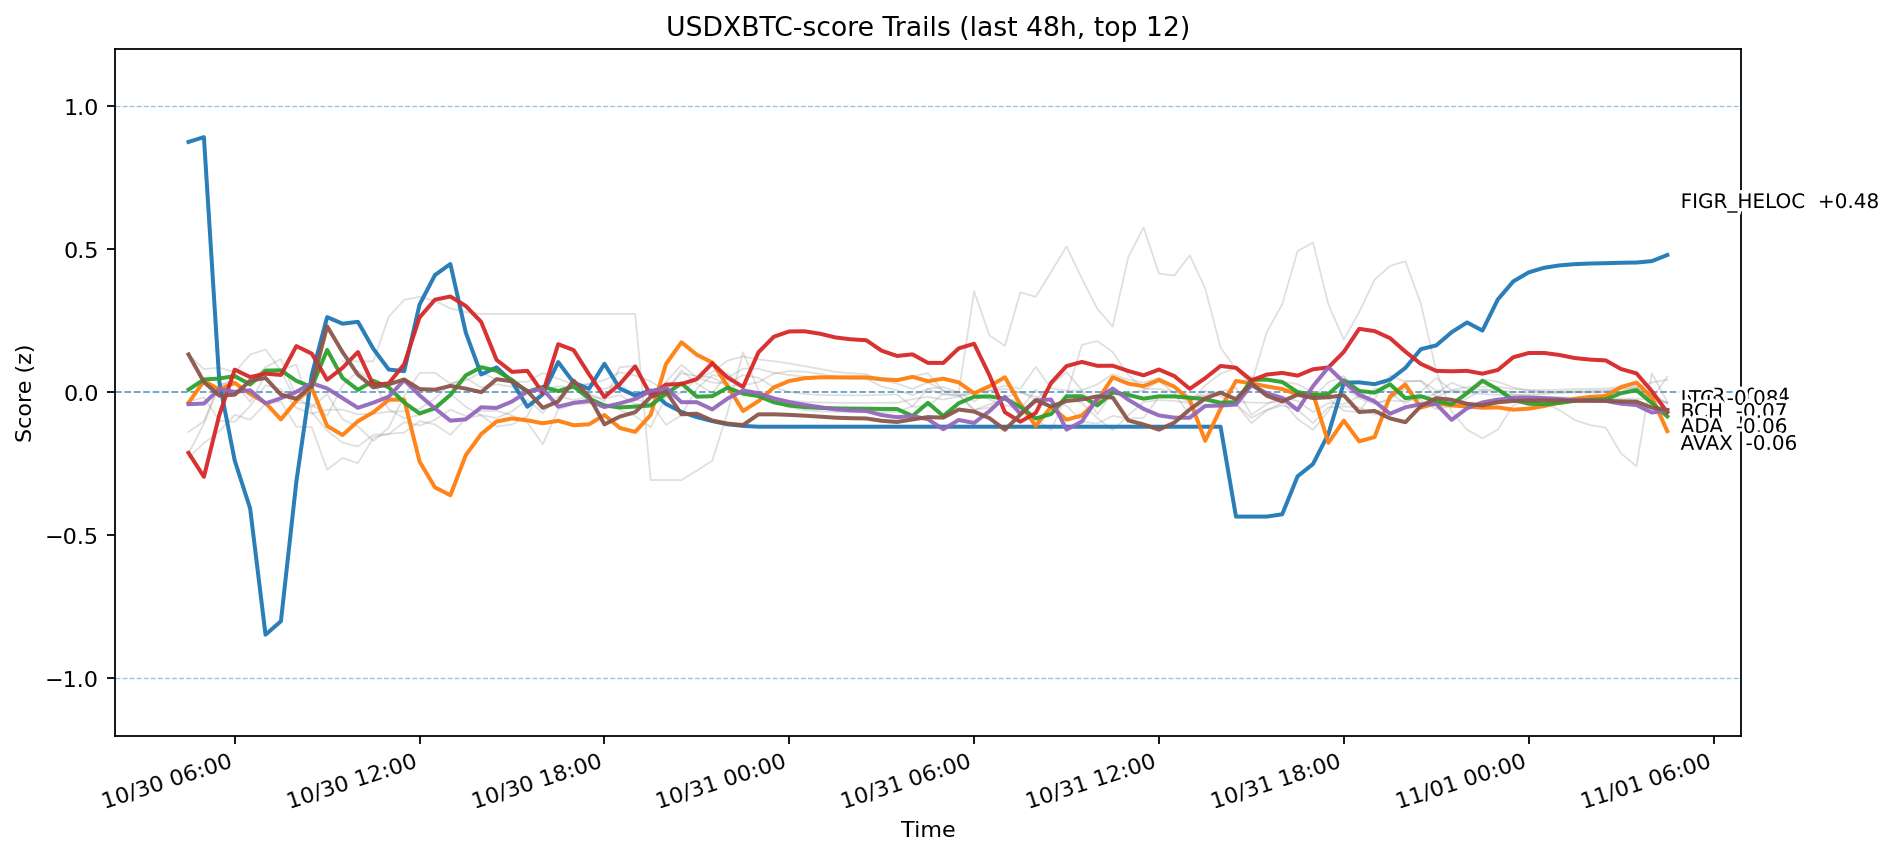 USDXBTC-score Trails (last 48h, top 12)
Score (z)
1.0
0.5
0.0
−0.5
−1.0
FIGR_HELOC +0.48
BCH -0.07
ADA -0.06
AVAX -0.06
10/30 06:00
10/30 12:00
10/30 18:00
10/31 00:00
10/31 06:00
10/31 12:00
10/31 18:00
11/01 00:00
11/01 06:00
Time